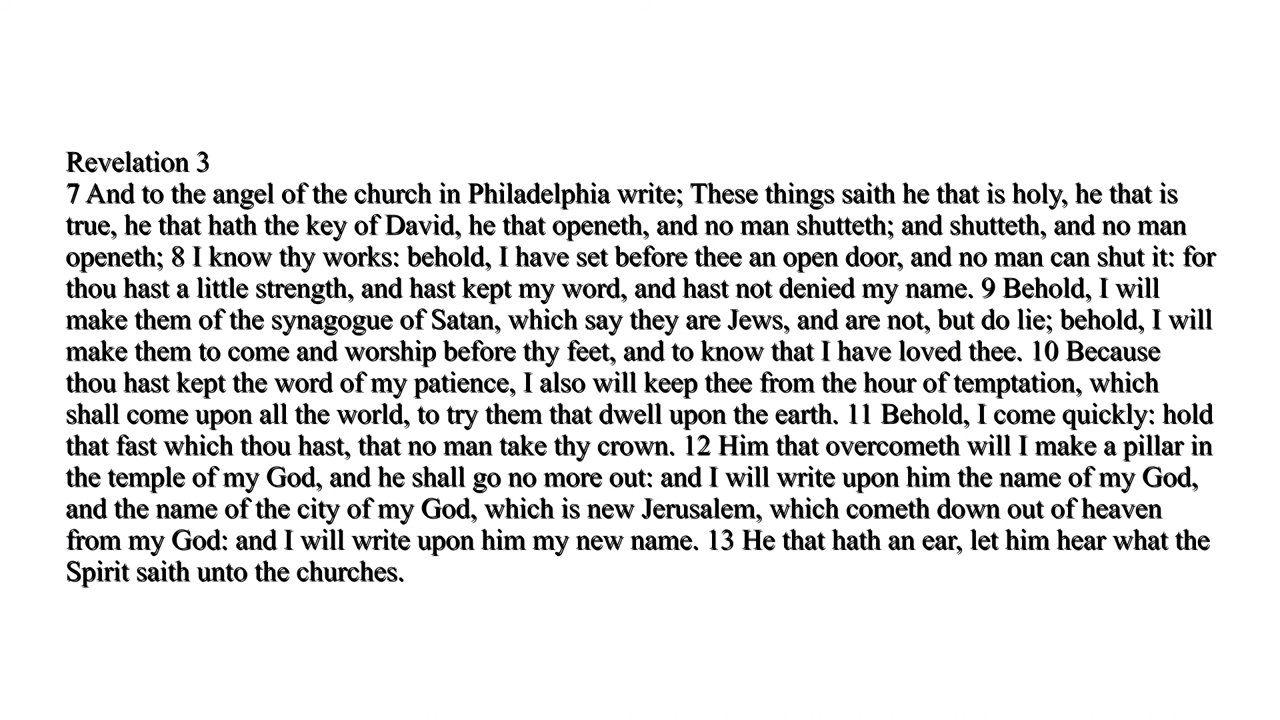 Revelation 3
7 And to the angel of the church in Philadelphia write; These things saith he that is holy, he that is
true, he that hath the key of David, he that openeth, and no man shutteth; and shutteth, and no man
openeth; 8 I know thy works: behold, I have set before thee an open door, and no man can shut it: for
thou hast a little strength, and hast kept my word, and hast not denied my name. 9 Behold, I will
make them of the synagogue of Satan, which say they are Jews, and are not, but do lie; behold, I will
make them to come and worship before thy feet, and to know that I have loved thee. 10 Because
thou hast kept the word of my patience, I also will keep thee from the hour of temptation, which
shall come upon all the world, to try them that dwell upon the earth. 11 Behold, I come quickly: hold
that fast which thou hast, that no man take thy crown. 12 Him that overcometh will I make a pillar in
the temple of my God, and he shall go no more out: and I will write upon him the name of my God,
and the name of the city of my God, which is new Jerusalem, which cometh down out of heaven
from my God: and I will write upon him my new name. 13 He that hath an ear, let him hear what the
Spirit saith unto the churches.